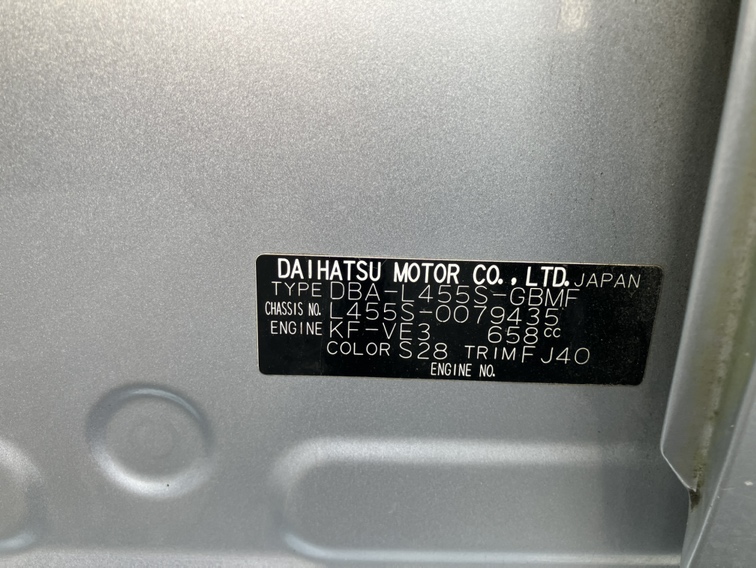 DAIHATSU MOTOR CO., LTD. JAPAN
TYPE DBA-L455S-GBMF
CHASSIS NO. L455S-0079435
ENGINE KF-VE3 658cc
COLOR S28 TRIM FJ40
ENGINE NO.